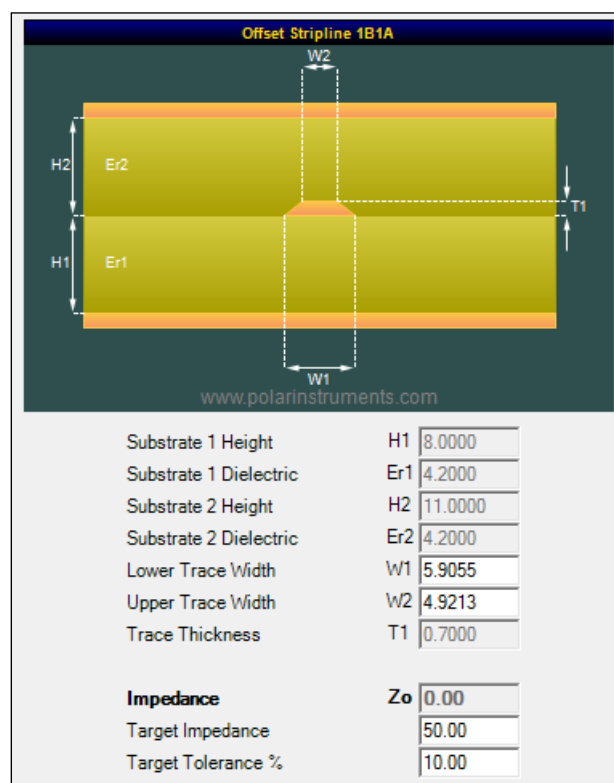 Offset Stripline 1B1A
W2
H2 Er2
T1
H1 Er1
W1
www.polarinstruments.com
Substrate 1 Height H1 8.0000
Substrate 1 Dielectric Er1 4.2000
Substrate 2 Height H2 11.0000
Substrate 2 Dielectric Er2 4.2000
Lower Trace Width W1 5.9055
Upper Trace Width W2 4.9213
Trace Thickness T1 0.7000
Impedance Zo 0.00
Target Impedance 50.00
Target Tolerance % 10.00